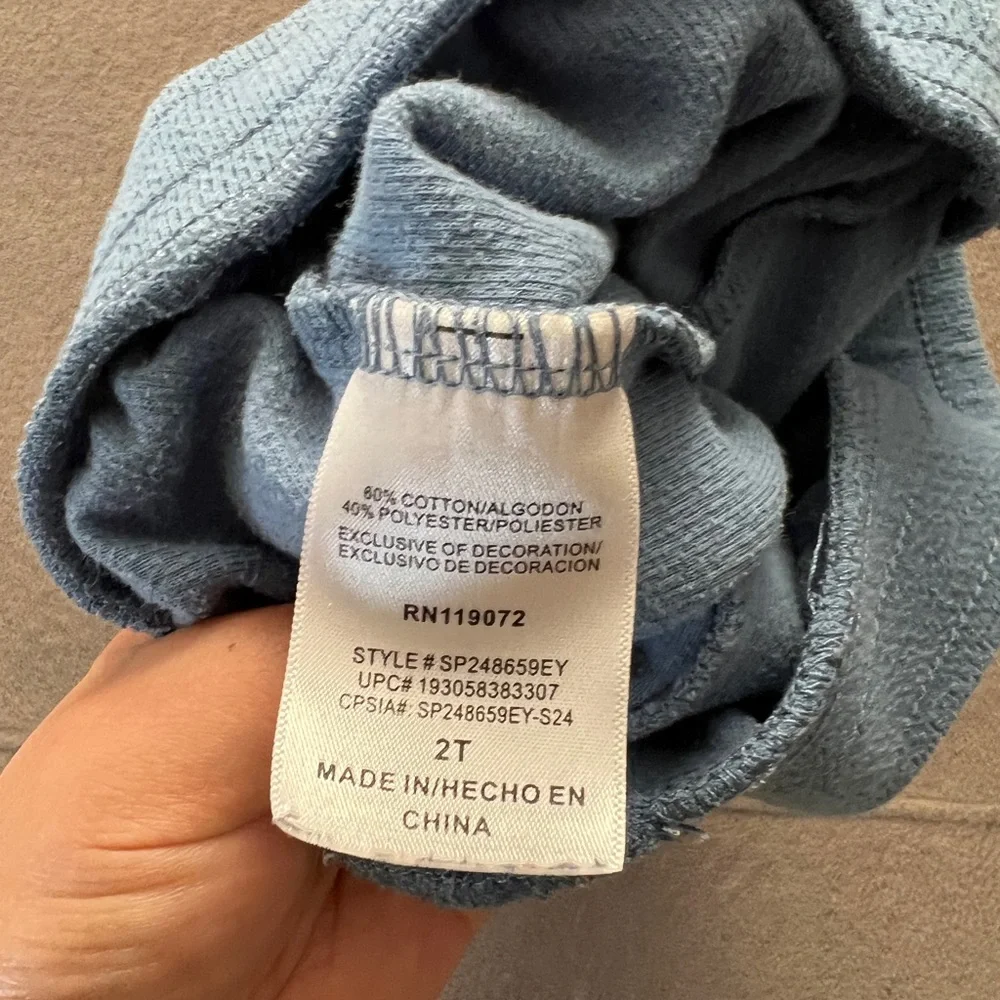 60% COTTON/ALGODON
40% POLYESTER/POLIESTER
EXCLUSIVE OF DECORATION/
EXCLUSIVO DE DECORACION
RN119072
STYLE # SP248659EY
UPC# 193058383307
CPSIA#: SP248659EY-S24
2T
MADE IN/HECHO EN
CHINA